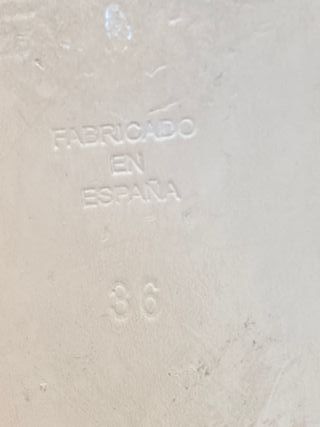 FABRICADO
EN
ESPAÑA
36